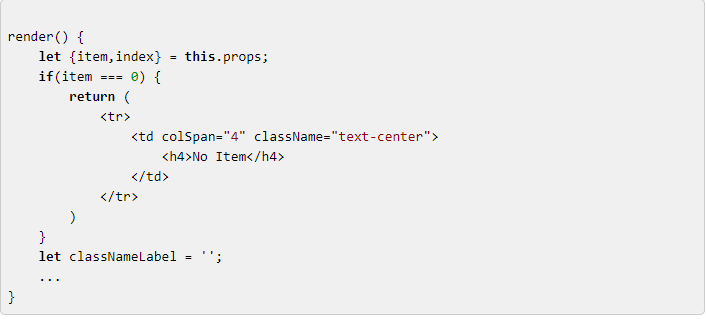 render() {
    let {item,index} = this.props;
    if(item === 0) {
        return (
            <tr>
                <td colSpan="4" className="text-center">
                    <h4>No Item</h4>
                </td>
            </tr>
        )
    }
    let classNameLabel = '';
    ...
}